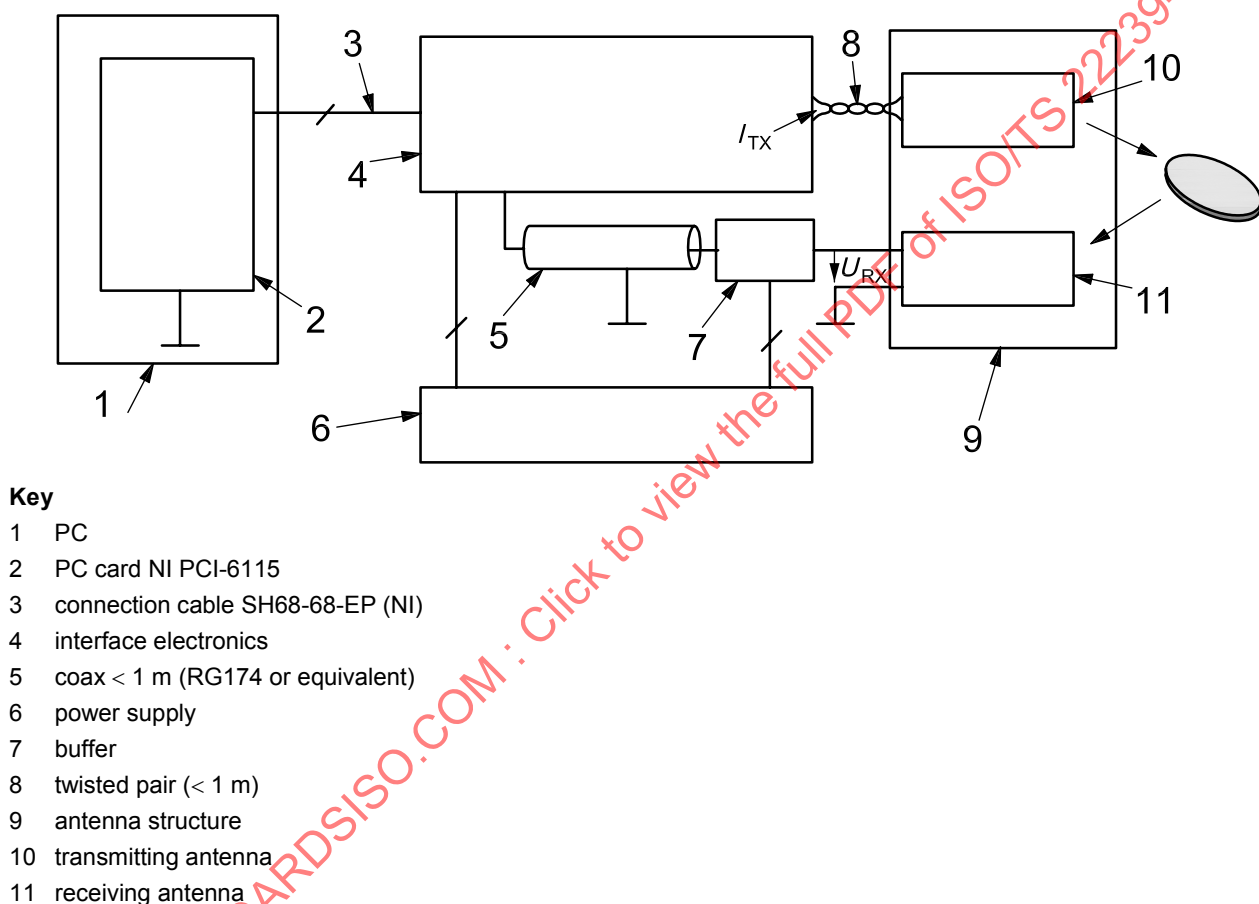 3
8
10
I TX
4
2
5
7
U RX
11
1
6
9
Key
1 PC
2 PC card NI PCI-6115
3 connection cable SH68-68-EP (NI)
4 interface electronics
5 coax < 1 m (RG174 or equivalent)
6 power supply
7 buffer
8 twisted pair (< 1 m)
9 antenna structure
10 transmitting antenna
11 receiving antenna
ARDSISO.COM : Click to view the full PDF of ISO/TS 22239-